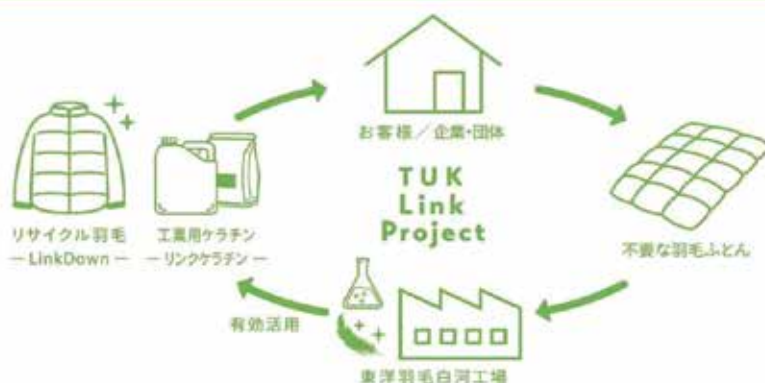 お客様／企業・団体
TUK
Link
Project
不要な羽毛ふとん
東洋羽毛白河工場
有効活用
リサイクル羽毛
― LinkDown ―
工業用ケラチン
― リンクケラチン ―